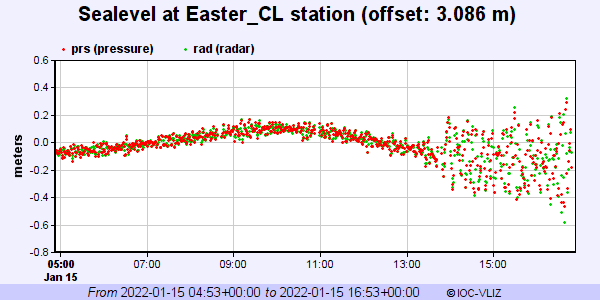 Sealevel at Easter_CL station (offset: 3.086 m)
prs (pressure) rad (radar)
meters
0.6
0.4
0.2
0.0
-0.2
-0.4
-0.6
-0.8
05:00 07:00 09:00 11:00 13:00 15:00
Jan 15
From 2022-01-15 04:53+00:00 to 2022-01-15 16:53+00:00 © IOC-VLIZ